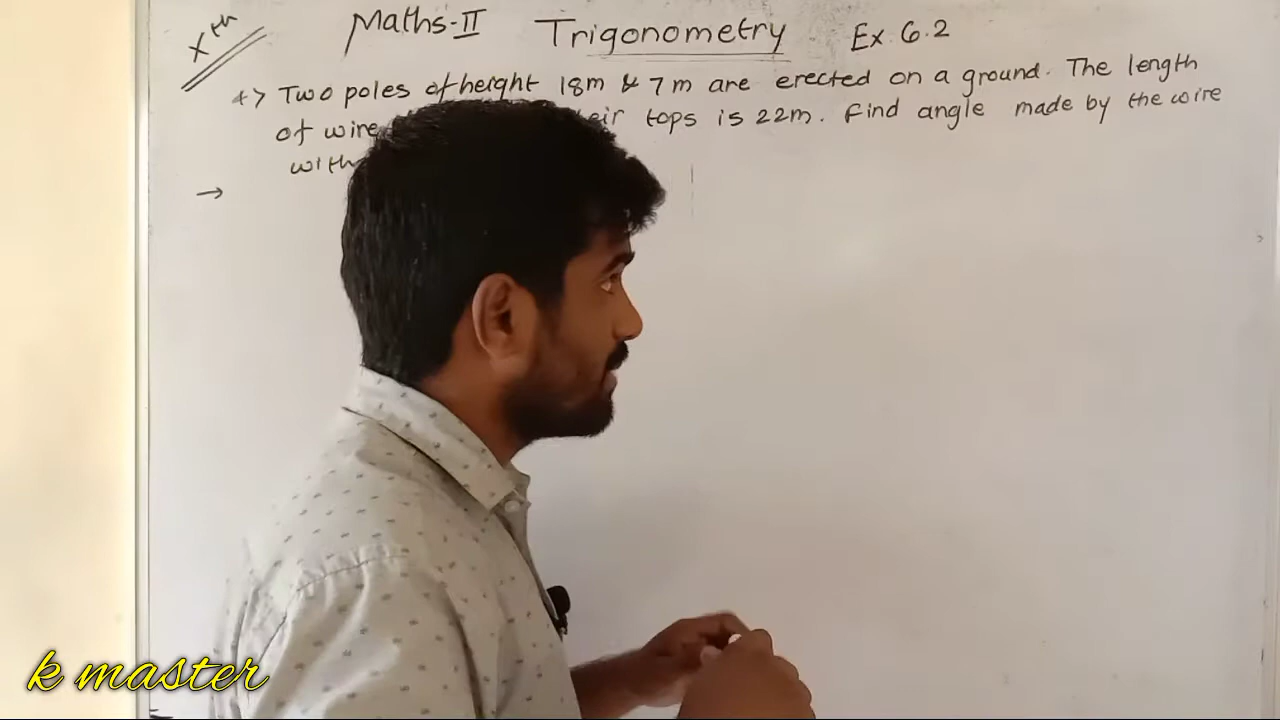 Xth Maths-II Trigonometry Ex. 6.2
4> Two poles of height 18m & 7m are erected on a ground. The length
of wire tops is 22m. Find angle made by the wire
with
→
k master